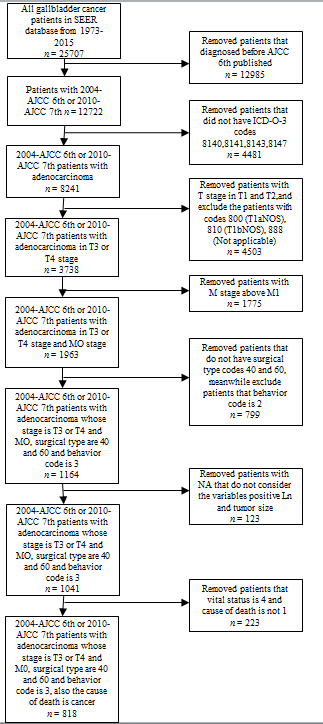 All gallbladder cancer
patients in SEER
database from 1973-
2015
n = 25707
Removed patients that
diagnosed before AJCC
6th published
n = 12985
Patients with 2004-
AJCC 6th or 2010-
AJCC 7th n = 12722
Removed patients that
did not have ICD-O-3
codes
8140,8141,8143,8147
n = 4481
2004-AJCC 6th or 2010-
AJCC 7th patients with
adenocarcinoma
n = 8241
Removed patients with
T stage in T1 and T2,and
exclude the patients with
codes 800 (T1aNOS),
810 (T1bNOS), 888
(Not applicable)
n = 4503
2004-AJCC 6th or 2010-
AJCC 7th patients with
adenocarcinoma in T3 or
T4 stage
n = 3738
Removed patients with
M stage above M1
n = 1775
2004-AJCC 6th or 2010-
AJCC 7th patients with
adenocarcinoma in T3 or
T4 stage and MO stage
n = 1963
Removed patients that
do not have surgical
type codes 40 and 60,
meanwhile exclude
patients that behavior
code is 2
n = 799
2004-AJCC 6th or 2010-
AJCC 7th patients with
adenocarcinoma whose
stage is T3 or T4 and
MO, surgical type are 40
and 60 and behavior
code is 3
n = 1164
Removed patients with
NA that do not consider
the variables positive Ln
and tumor size
n = 123
2004-AJCC 6th or 2010-
AJCC 7th patients with
adenocarcinoma whose
stage is T3 or T4 and
MO, surgical type are 40
and 60 and behavior
code is 3
n = 1041
Removed patients that
vital status is 4 and
cause of death is not 1
n = 223
2004-AJCC 6th or 2010-
AJCC 7th patients with
adenocarcinoma whose
stage is T3 or T4 and
M0, surgical type are 40
and 60 and behavior
code is 3, also the cause
of death is cancer
n = 818